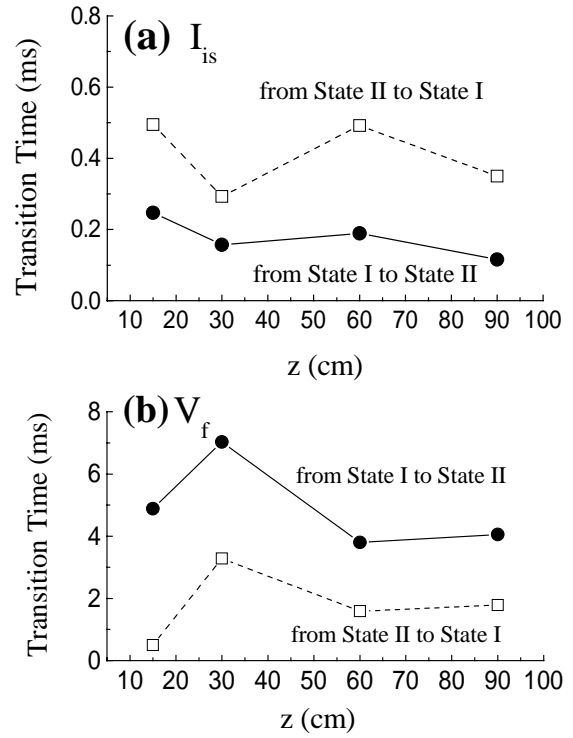 (a) I_is
0.8
0.6
0.4
0.2
0.0
Transition Time (ms)
from State II to State I
from State I to State II
10 20 30 40 50 60 70 80 90 100
z (cm)
(b) V_f
8
6
4
2
0
Transition Time (ms)
from State I to State II
from State II to State I
10 20 30 40 50 60 70 80 90 100
z (cm)